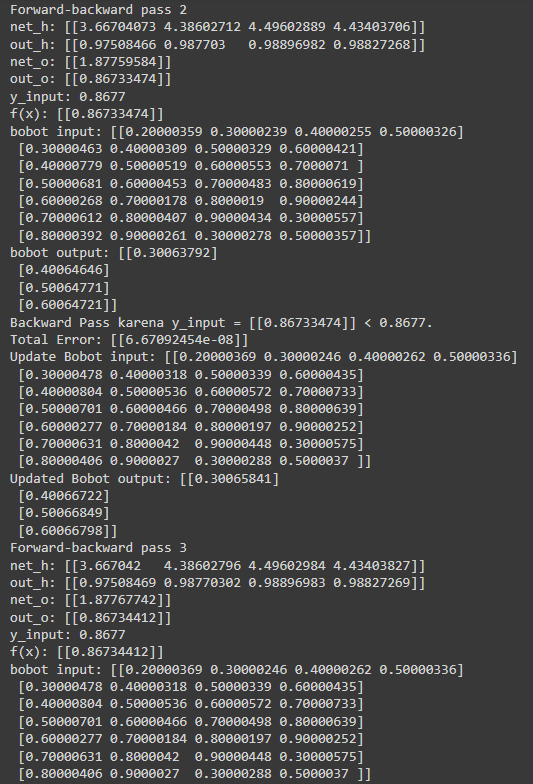 Forward-backward pass 2
net_h: [[3.66704073 4.38602712 4.49602889 4.43403706]]
out_h: [[0.97508466 0.987703   0.98896982 0.98827268]]
net_o: [[1.87759584]]
out_o: [[0.86733474]]
y_input: 0.8677
f(x): [[0.86733474]]
bobot input: [[0.20000359 0.30000239 0.40000255 0.50000326]
 [0.30000463 0.40000309 0.50000329 0.60000421]
 [0.40000779 0.50000519 0.60000553 0.7000071 ]
 [0.50000681 0.60000453 0.70000483 0.80000619]
 [0.60000268 0.70000178 0.8000019  0.90000244]
 [0.70000612 0.80000407 0.90000434 0.30000557]
 [0.80000392 0.90000261 0.30000278 0.50000357]]
bobot output: [[0.30063792]
 [0.40064646]
 [0.50064771]
 [0.60064721]]
Backward Pass karena y_input = [[0.86733474]] < 0.8677.
Total Error: [[6.67092454e-08]]
Update Bobot input: [[0.20000369 0.30000246 0.40000262 0.50000336]
 [0.30000478 0.40000318 0.50000339 0.60000435]
 [0.40000804 0.50000536 0.60000572 0.70000733]
 [0.50000701 0.60000466 0.70000498 0.80000639]
 [0.60000277 0.70000184 0.80000197 0.90000252]
 [0.70000631 0.8000042  0.90000448 0.30000575]
 [0.80000406 0.9000027  0.30000288 0.5000037 ]]
Updated Bobot output: [[0.30065841]
 [0.40066722]
 [0.50066849]
 [0.60066798]]
Forward-backward pass 3
net_h: [[3.667042   4.38602796 4.49602984 4.43403827]]
out_h: [[0.97508469 0.98770302 0.98896983 0.98827269]]
net_o: [[1.87767742]]
out_o: [[0.86734412]]
y_input: 0.8677
f(x): [[0.86734412]]
bobot input: [[0.20000369 0.30000246 0.40000262 0.50000336]
 [0.30000478 0.40000318 0.50000339 0.60000435]
 [0.40000804 0.50000536 0.60000572 0.70000733]
 [0.50000701 0.60000466 0.70000498 0.80000639]
 [0.60000277 0.70000184 0.80000197 0.90000252]
 [0.70000631 0.8000042  0.90000448 0.30000575]
 [0.80000406 0.9000027  0.30000288 0.5000037 ]]